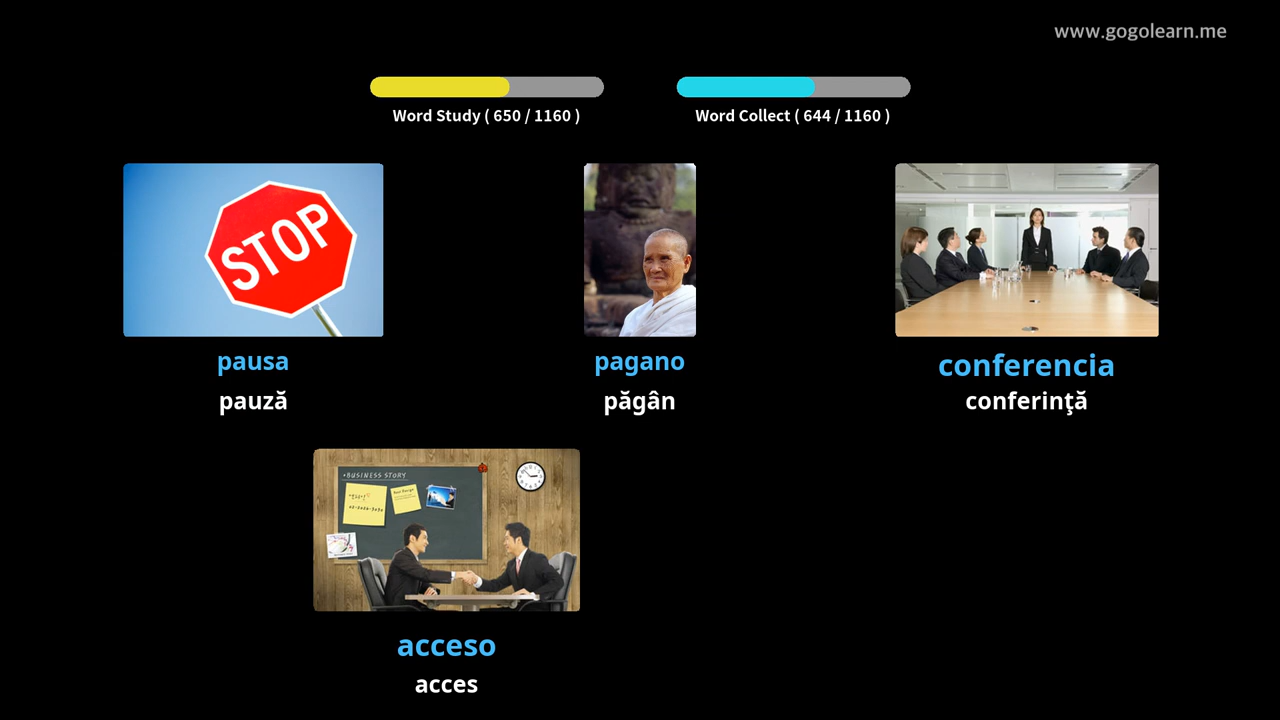 www.gogolearn.me
Word Study ( 650 / 1160 )
Word Collect ( 644 / 1160 )
STOP
pausa
pagano
conferencia
pauză
păgân
conferinţă
BUSINESS STORY
acceso
acces